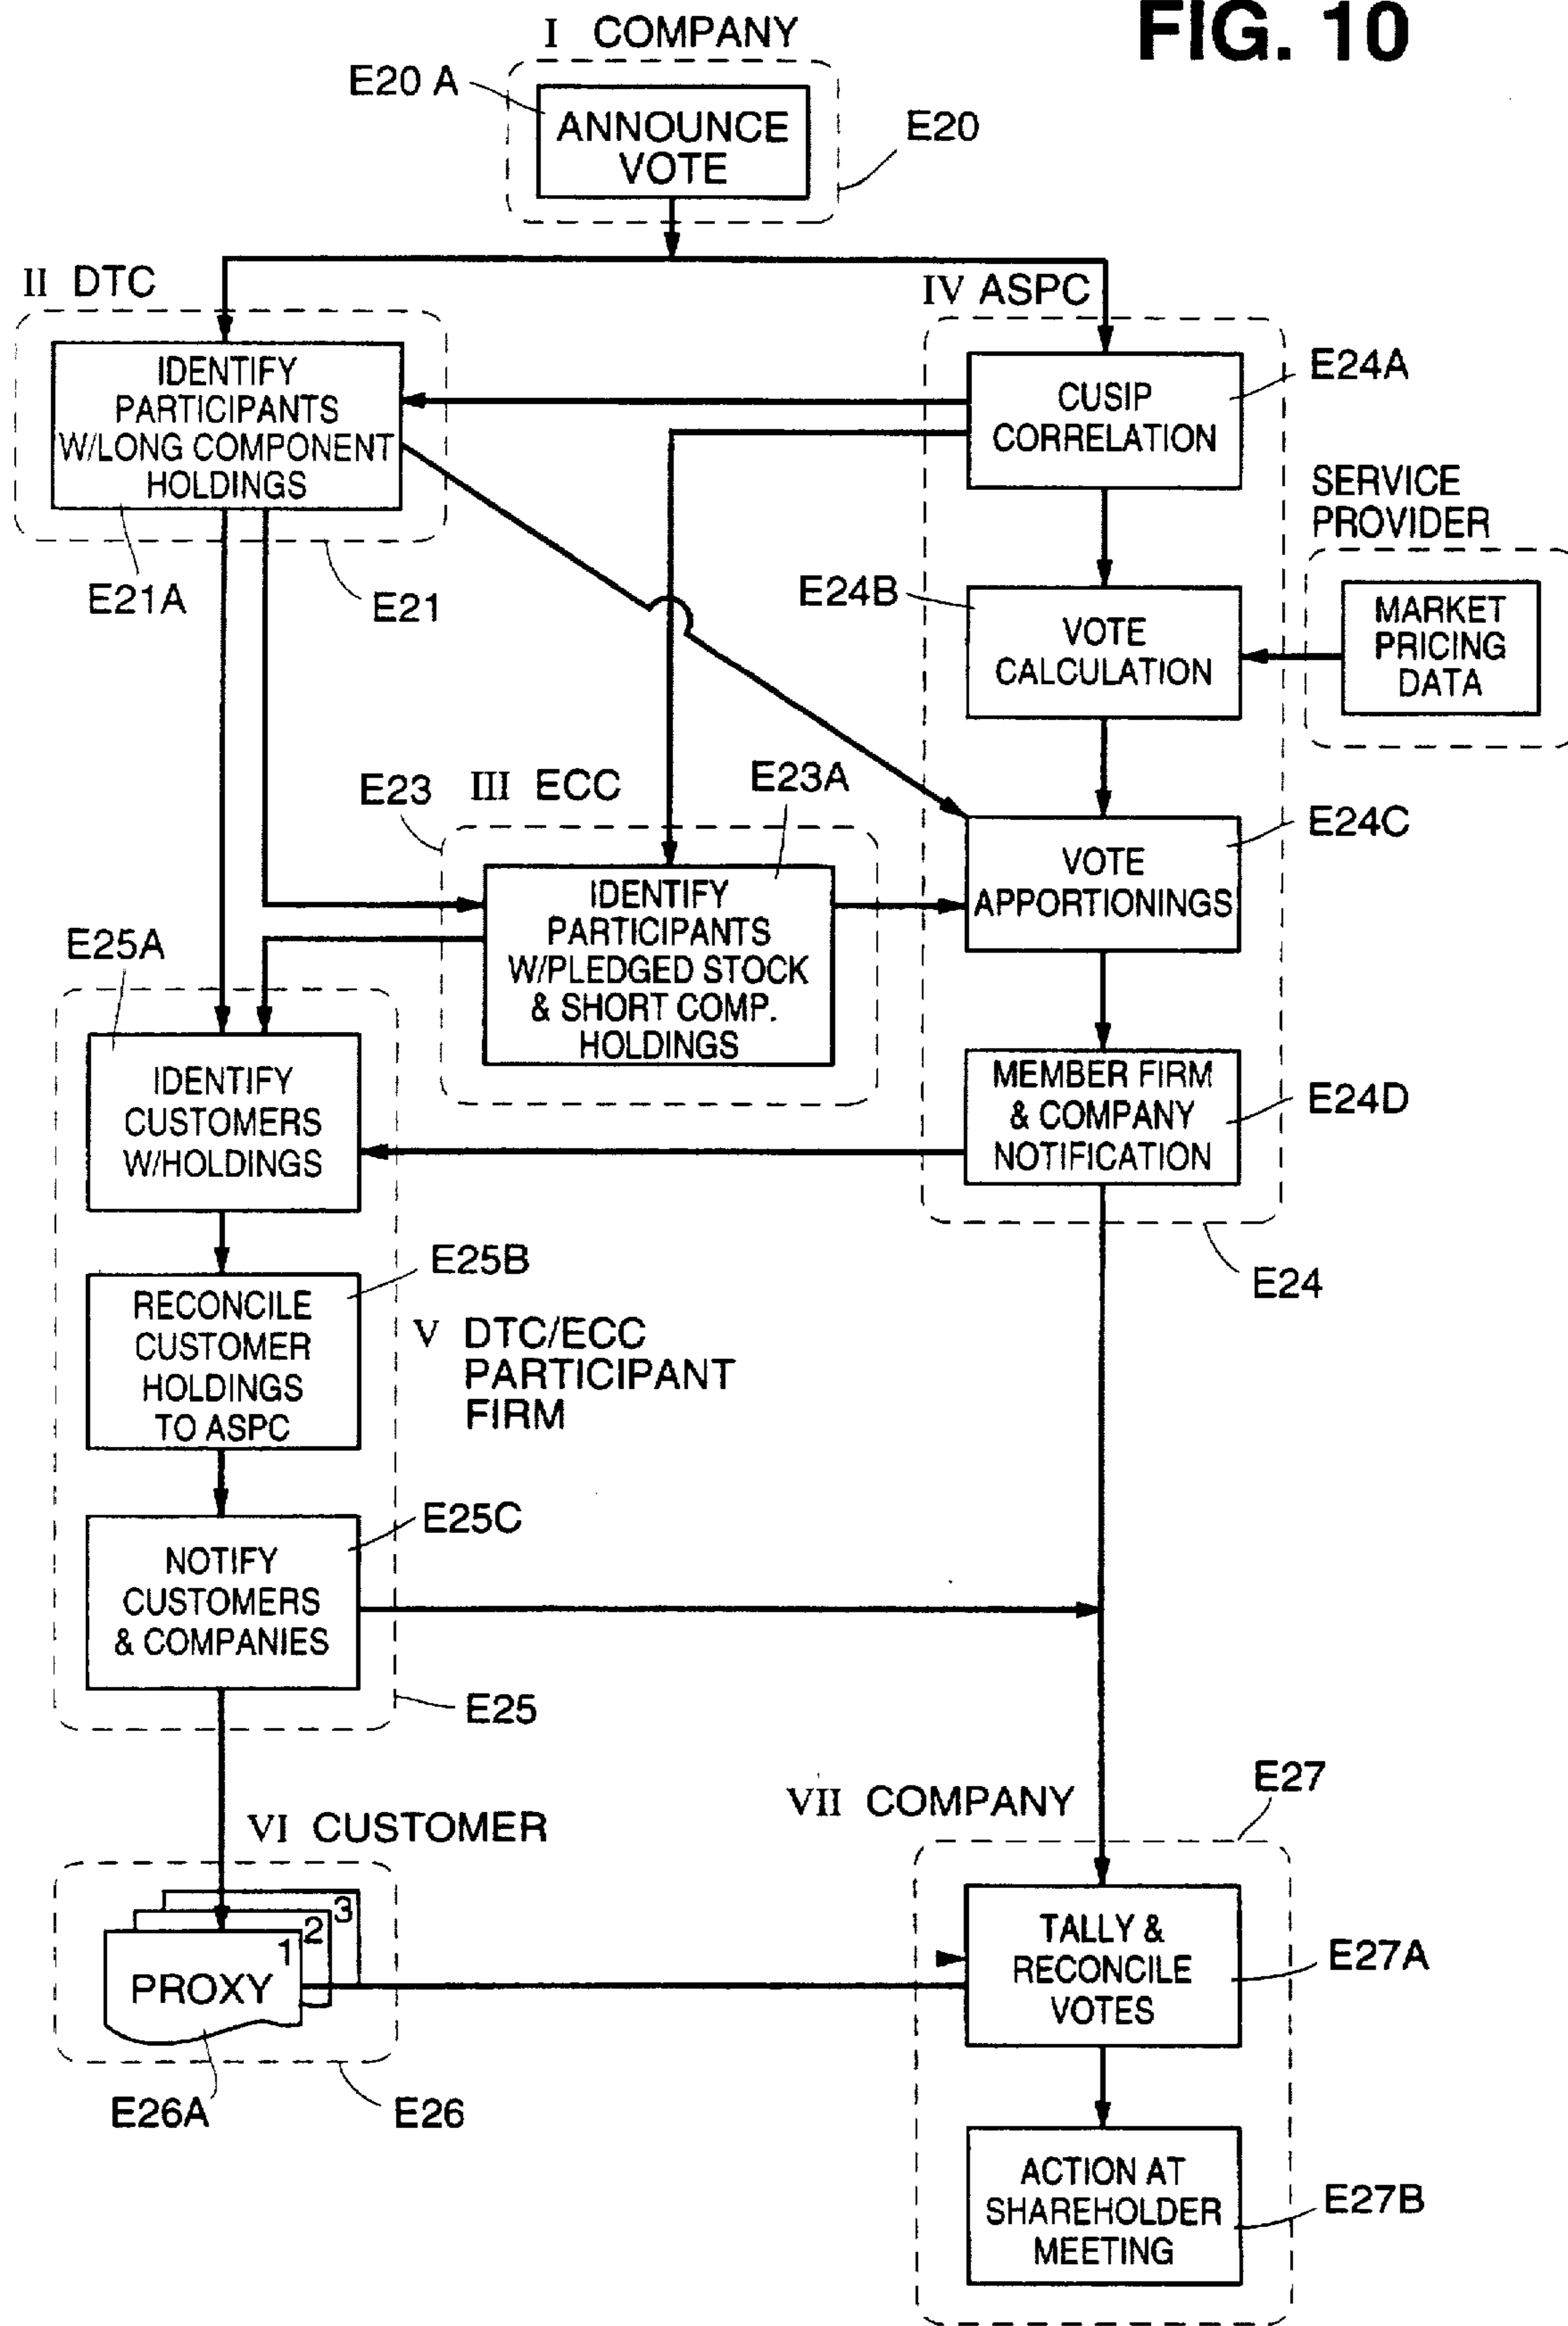 FIG. 10
I COMPANY
E20 A
ANNOUNCE
VOTE
E20
II DTC
IDENTIFY
PARTICIPANTS
W/LONG COMPONENT
HOLDINGS
E21A
E21
IV ASPC
CUSIP
CORRELATION
E24A
SERVICE
PROVIDER
MARKET
PRICING
DATA
E24B
VOTE
CALCULATION
E23
III ECC
E23A
IDENTIFY
PARTICIPANTS
W/PLEDGED STOCK
& SHORT COMP.
HOLDINGS
VOTE
APPORTIONINGS
E24C
MEMBER FIRM
& COMPANY
NOTIFICATION
E24D
E24
E25A
IDENTIFY
CUSTOMERS
W/HOLDINGS
E25B
RECONCILE
CUSTOMER
HOLDINGS
TO ASPC
V DTC/ECC
PARTICIPANT
FIRM
E25C
NOTIFY
CUSTOMERS
& COMPANIES
E25
VI CUSTOMER
3
2
1
PROXY
E26A
E26
VII COMPANY
E27
TALLY &
RECONCILE
VOTES
E27A
ACTION AT
SHAREHOLDER
MEETING
E27B